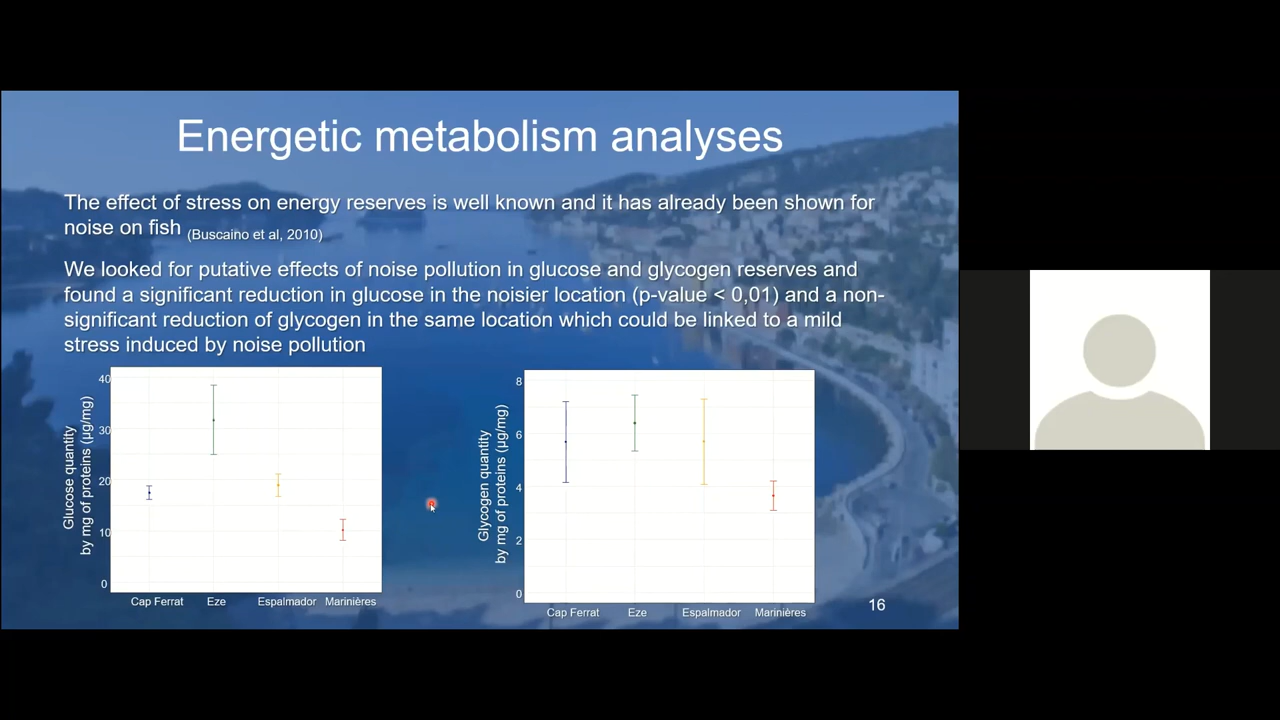 Energetic metabolism analyses
The effect of stress on energy reserves is well known and it has already been shown for
noise on fish (Buscaino et al, 2010)
We looked for putative effects of noise pollution in glucose and glycogen reserves and
found a significant reduction in glucose in the noisier location (p-value < 0,01) and a non-
significant reduction of glycogen in the same location which could be linked to a mild
stress induced by noise pollution
Glucose quantity
by mg of proteins (µg/mg)
40
30
20
10
0
Cap Ferrat Eze Espalmador Marinières
Glycogen quantity
by mg of proteins (µg/mg)
8
6
4
2
0
Cap Ferrat Eze Espalmador Marinières
16